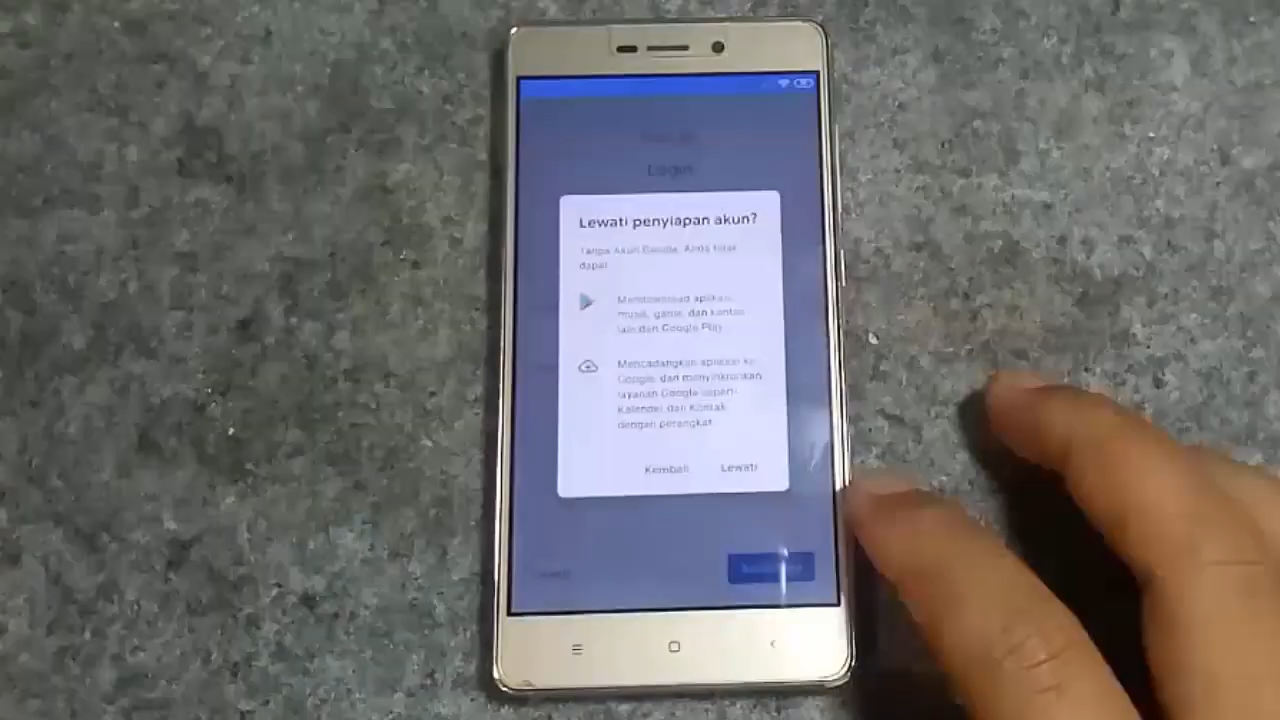 Login
Lewati penyiapan akun?
Tanpa Akun Google, Anda tidak
dapat
Mendownload aplikasi,
musik, game, dan konten
lain dari Google Play
Mencadangkan aplikasi ke
Google, dan menyinkronkan
layanan Google seperti
Kalender dan Kontak
dengan perangkat
Kembali
Lewati